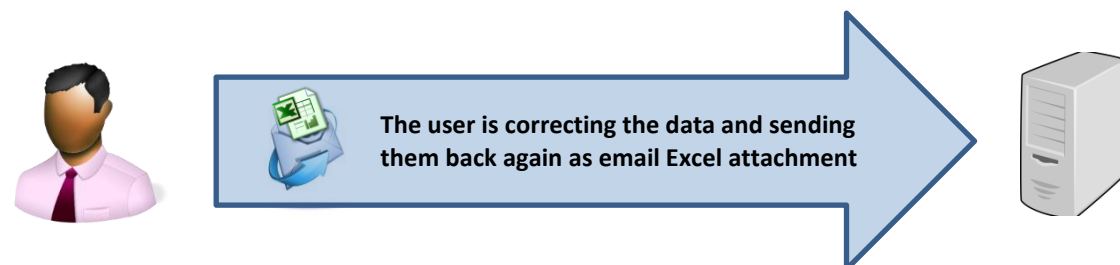 The user is correcting the data and sending
them back again as email Excel attachment